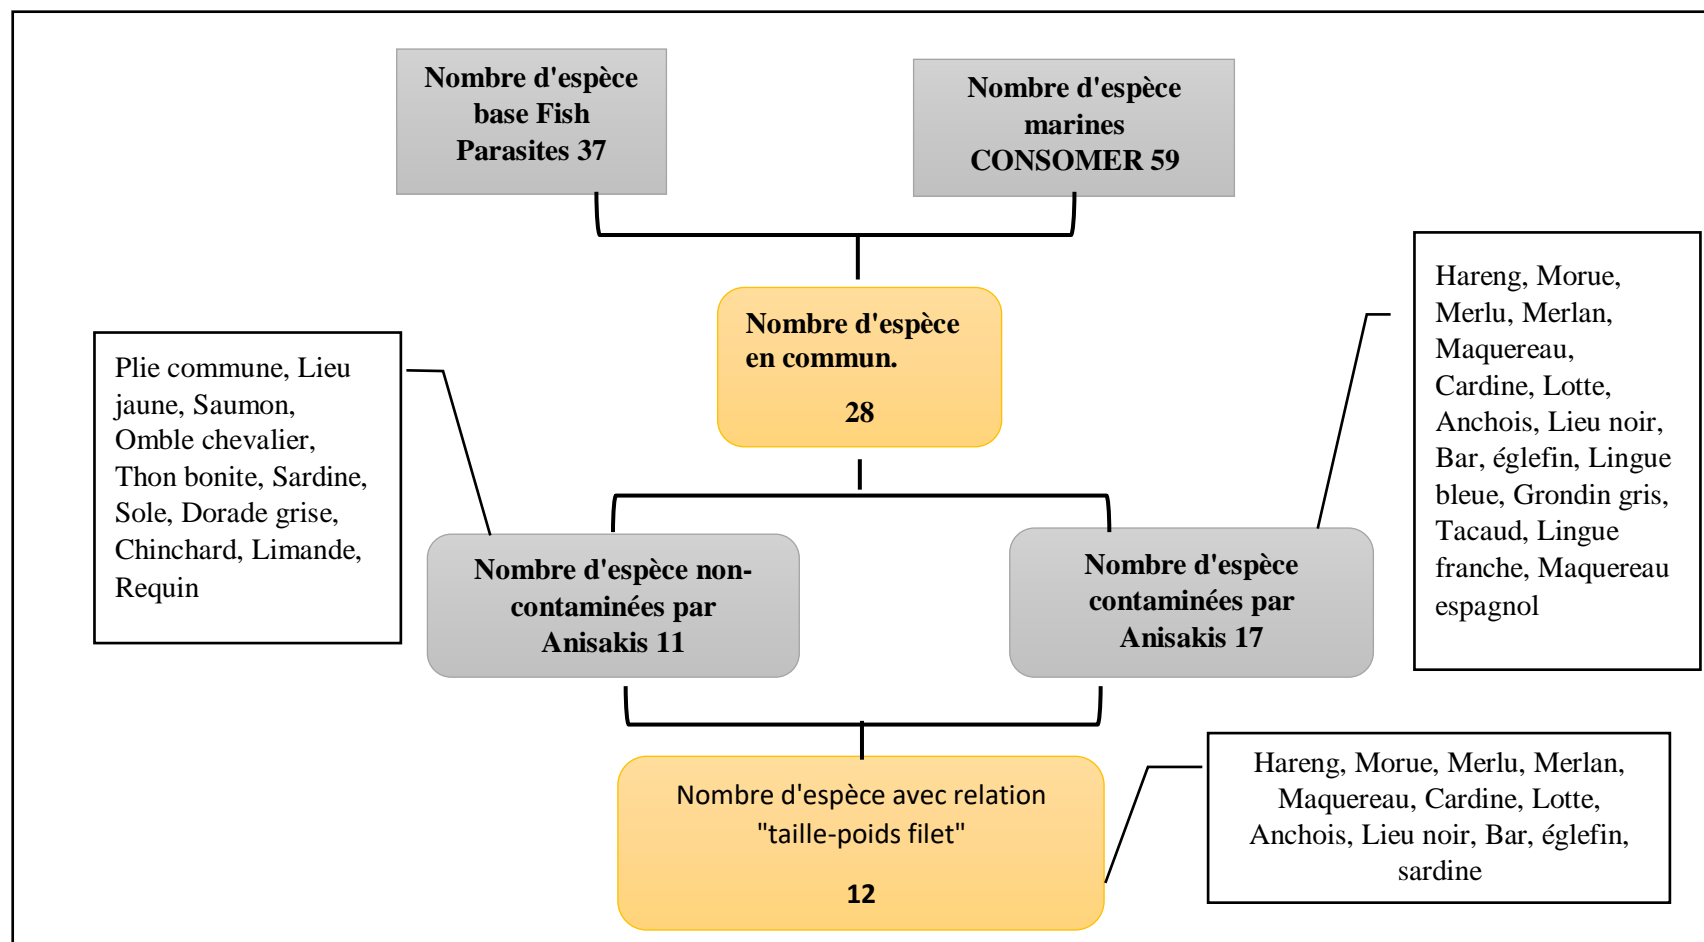 Nombre d'espèce
base Fish
Parasites 37
Nombre d'espèce
marines
CONSOMER 59
Nombre d'espèce
en commun.
28
Plie commune, Lieu
jaune, Saumon,
Omble chevalier,
Thon bonite, Sardine,
Sole, Dorade grise,
Chinchard, Limande,
Requin
Hareng, Morue,
Merlu, Merlan,
Maquereau,
Cardine, Lotte,
Anchois, Lieu noir,
Bar, églefin, Lingue
bleue, Grondin gris,
Tacaud, Lingue
franche, Maquereau
espagnol
Nombre d'espèce non-
contaminées par
Anisakis 11
Nombre d'espèce
contaminées par
Anisakis 17
Nombre d'espèce avec relation
"taille-poids filet"
12
Hareng, Morue, Merlu, Merlan,
Maquereau, Cardine, Lotte,
Anchois, Lieu noir, Bar, églefin,
sardine